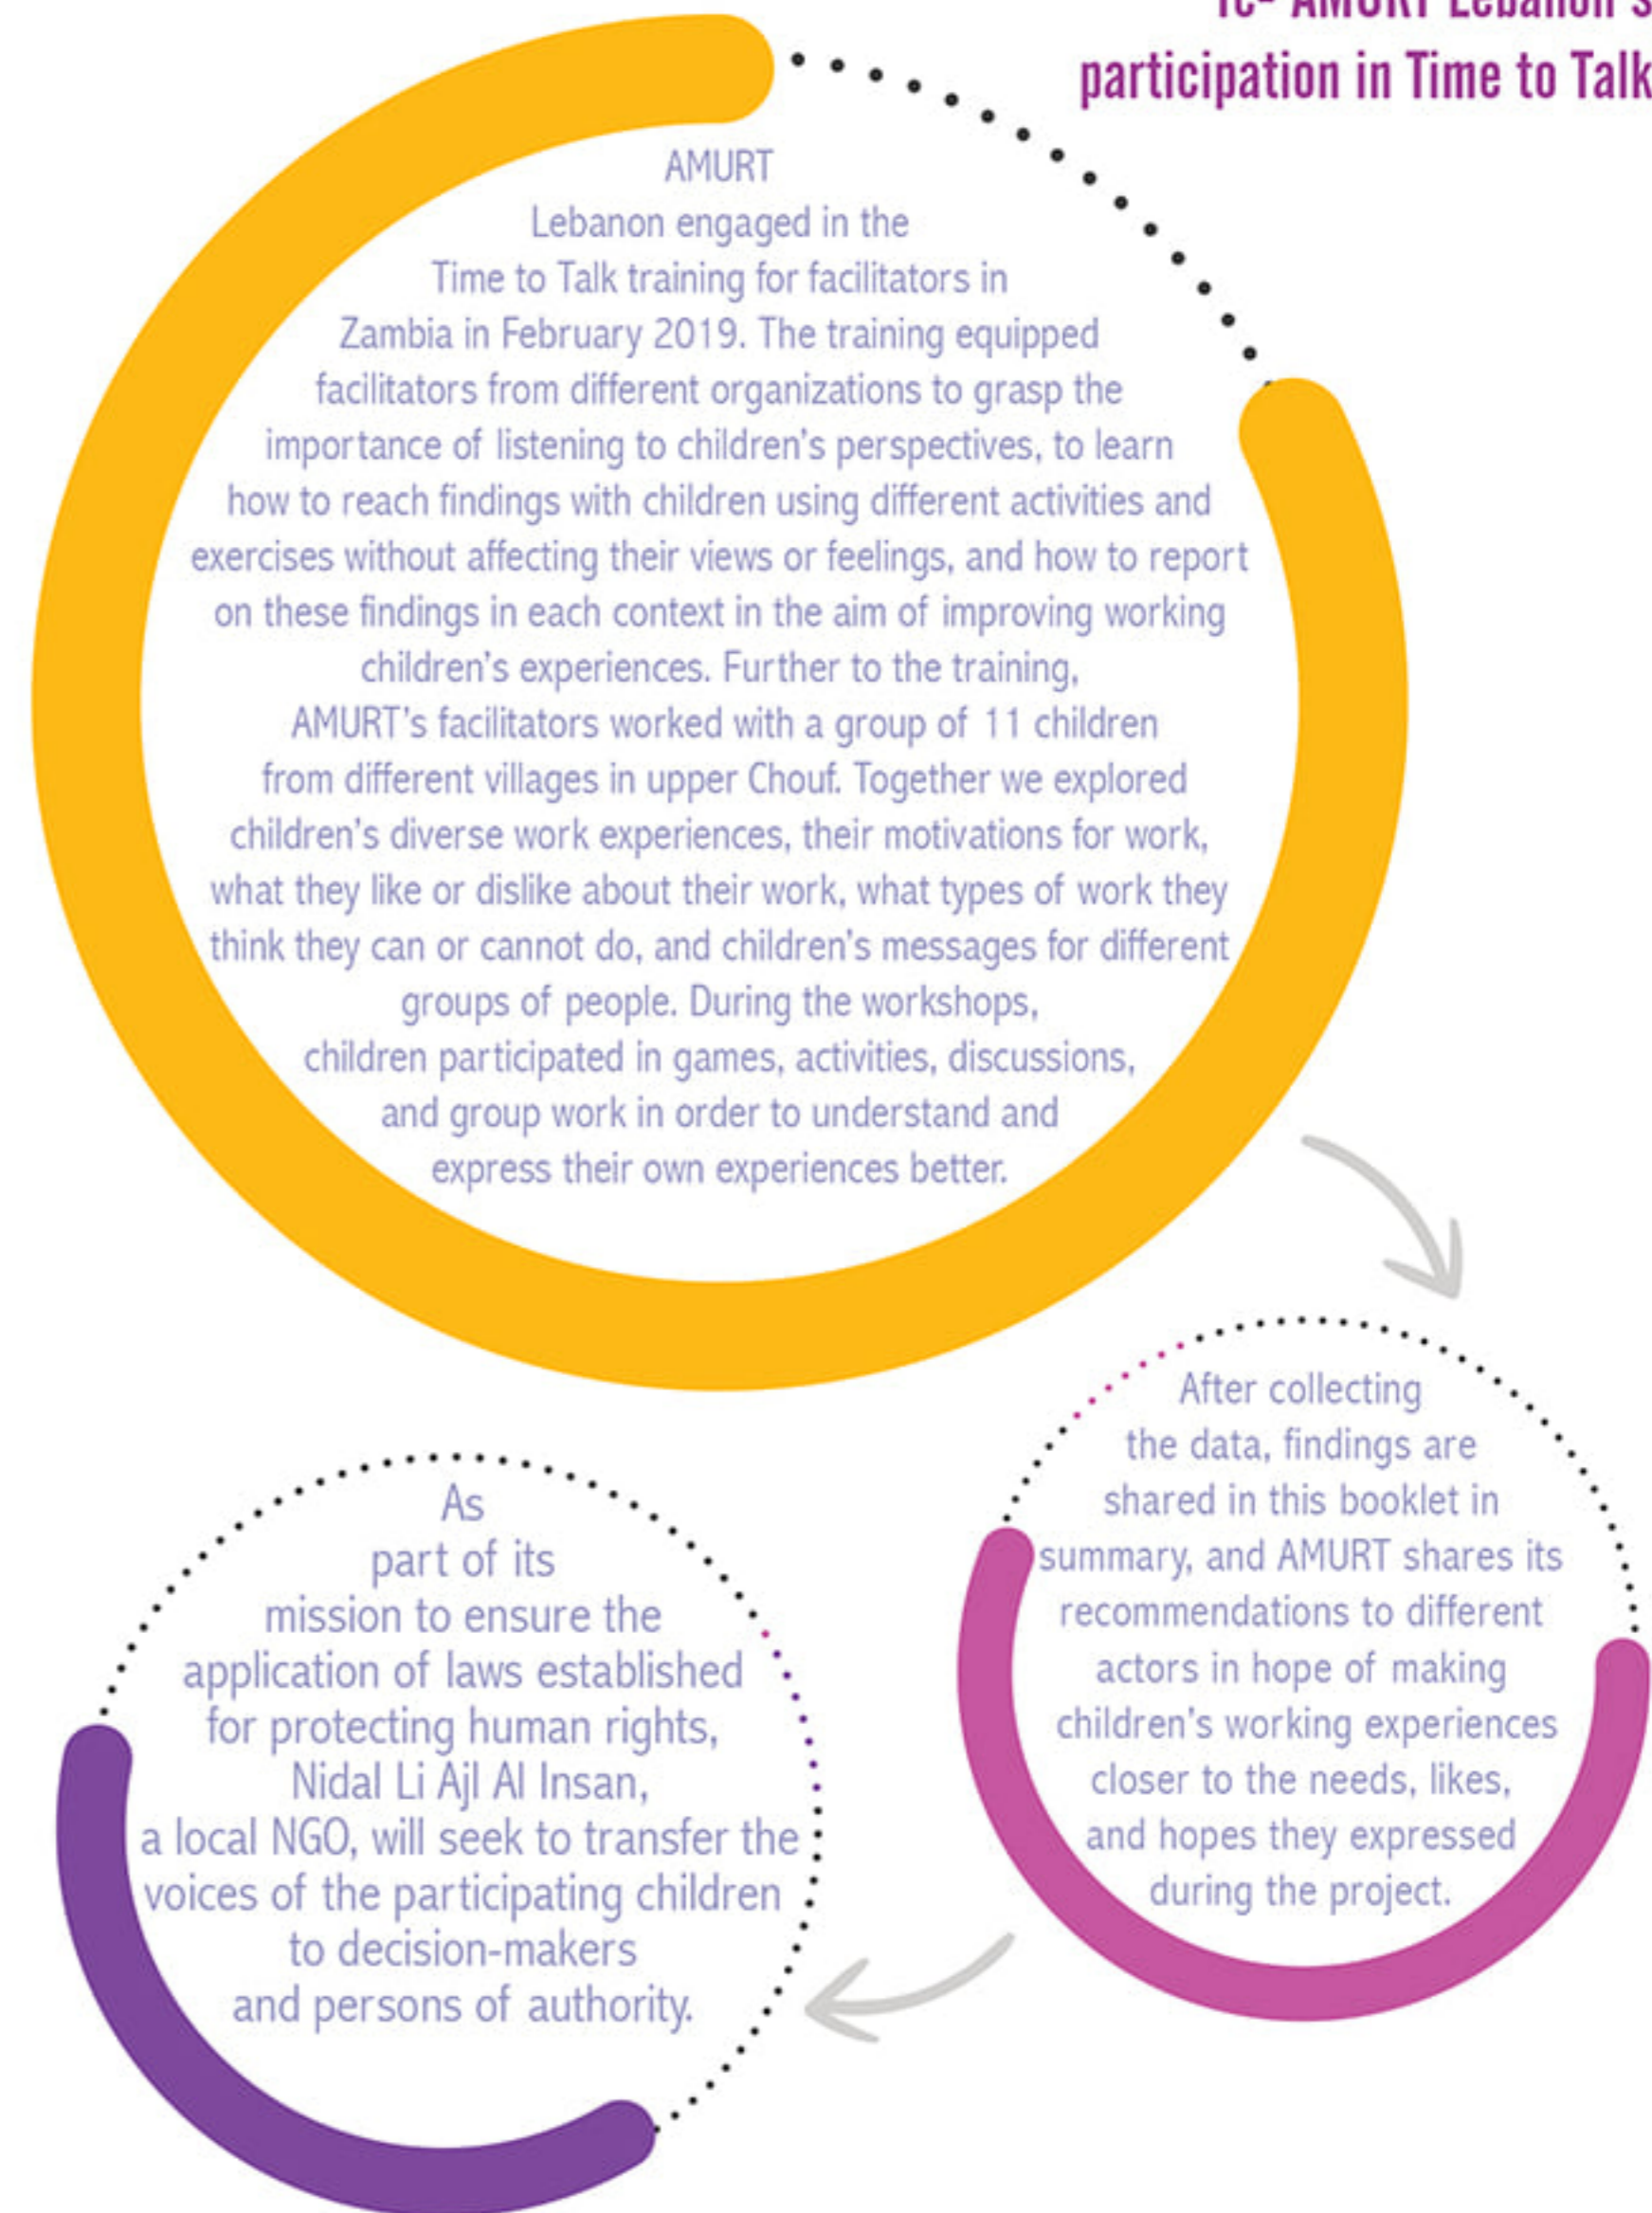 1c- AMURT Lebanon's
participation in Time to Talk
AMURT
Lebanon engaged in the
Time to Talk training for facilitators in
Zambia in February 2019. The training equipped
facilitators from different organizations to grasp the
importance of listening to children's perspectives, to learn
how to reach findings with children using different activities and
exercises without affecting their views or feelings, and how to report
on these findings in each context in the aim of improving working
children's experiences. Further to the training,
AMURT's facilitators worked with a group of 11 children
from different villages in upper Chouf. Together we explored
children's diverse work experiences, their motivations for work,
what they like or dislike about their work, what types of work they
think they can or cannot do, and children's messages for different
groups of people. During the workshops,
children participated in games, activities, discussions,
and group work in order to understand and
express their own experiences better.
After collecting
the data, findings are
shared in this booklet in
summary, and AMURT shares its
recommendations to different
actors in hope of making
children's working experiences
closer to the needs, likes,
and hopes they expressed
during the project.
As
part of its
mission to ensure the
application of laws established
for protecting human rights,
Nidal Li Ajl Al Insan,
a local NGO, will seek to transfer the
voices of the participating children
to decision-makers
and persons of authority.